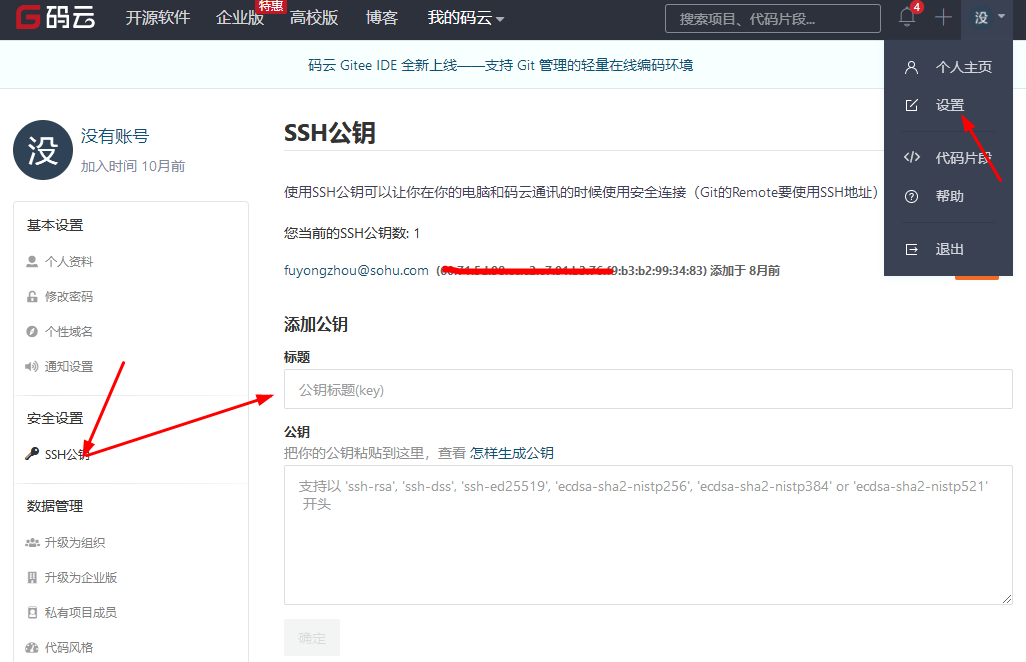 码云 开源软件 企业版 特惠 高校版 博客 我的码云 搜索项目、代码片段... 4 没
码云 Gitee IDE 全新上线——支持 Git 管理的轻量在线编码环境
个人主页
设置
代码片段
帮助
退出
没 没有账号
加入时间 10月前
基本设置
个人资料
修改密码
个性域名
通知设置
安全设置
SSH公钥
数据管理
升级为组织
升级为企业版
私有项目成员
代码风格
SSH公钥
使用SSH公钥可以让你在你的电脑和码云通讯的时候使用安全连接（Git的Remote要使用SSH地址）
您当前的SSH公钥数: 1
fuyongzhou@sohu.com 9:b3:b2:99:34:83) 添加于 8月前
添加公钥
标题
公钥标题(key)
公钥
把你的公钥粘贴到这里，查看 怎样生成公钥
支持以 'ssh-rsa', 'ssh-dss', 'ssh-ed25519', 'ecdsa-sha2-nistp256', 'ecdsa-sha2-nistp384' or 'ecdsa-sha2-nistp521'
开头
确定